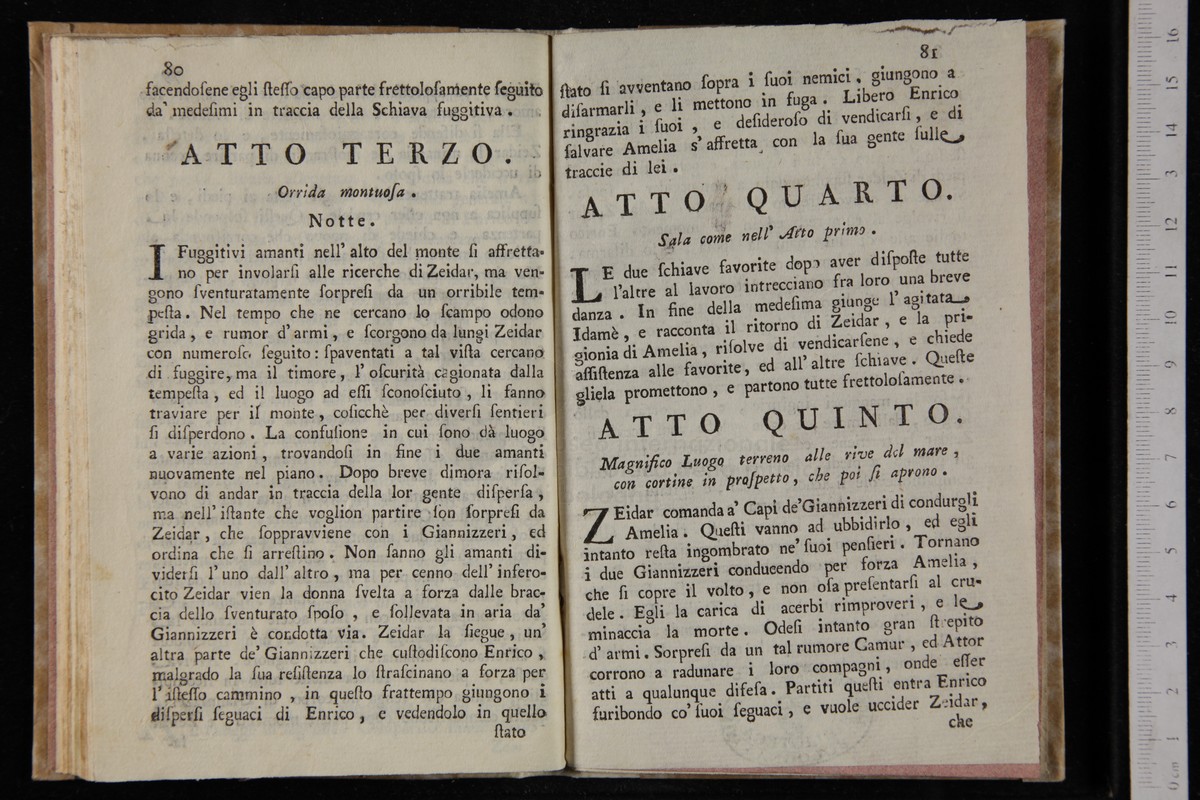 80
facendoſene egli ſteſſo capo parte frettoloſamente ſeguito
da' medeſimi in traccia della Schiava fuggitiva .
ATTO TERZO .
Orrida montuoſa .
Notte .
I Fuggitivi amanti nell' alto del monte ſi affretta-
no per involarſi alle ricerche di Zeidar, ma ven-
gono ſventuratamente ſorpreſi da un orribile tem-
peſta . Nel tempo che ne cercano lo ſcampo odono
grida , e rumor d' armi , e ſcorgono da lungi Zeidar
con numeroſo ſeguito : ſpaventati a tal viſta cercano
di fuggire, ma il timore , l' oſcurità cagionata dalla
tempeſta , ed il luogo ad eſſi ſconoſciuto , li fanno
traviare per il monte , coſicchè per diverſi ſentieri
ſi diſperdono . La confuſione in cui ſono dà luogo
a varie azioni , trovandoſi in fine i due amanti
nuovamente nel piano . Dopo breve dimora riſol-
vono di andar in traccia della lor gente diſperſa ,
ma nell' iſtante che voglion partire ſon ſorpreſi da
Zeidar , che ſoppravviene con i Giannizzeri , ed
ordina che ſi arreſtino . Non ſanno gli amanti di-
viderſi l' uno dall' altro , ma per cenno dell' infero-
cito Zeidar vien la donna ſvelta a forza dalle brac-
cia dello ſventurato ſpoſo , e ſollevata in aria da'
Giannizzeri è condotta via . Zeidar la ſiegue , un'
altra parte de' Giannizzeri che cuſtodiſcono Enrico ,
malgrado la ſua reſiſtenza lo ſtraſcinano a forza per
l' iſteſſo cammino , in queſto frattempo giungono i
diſperſi ſeguaci di Enrico , e vedendolo in quello
ſtato
81
ſtato ſi avventano ſopra i ſuoi nemici , giungono a
diſarmarli , e li mettono in fuga . Libero Enrico
ringrazia i ſuoi , e deſideroſo di vendicarſi , e di
ſalvare Amelia s' affretta con la ſua gente ſulle
traccie di lei .
ATTO QUARTO .
Sala come nell' Atto primo .
LE due ſchiave favorite dopo aver diſpoſte tutte
l'altre al lavoro intrecciano fra loro una breve
danza . In fine della medeſima giunge l' agitata
Idamè , e racconta il ritorno di Zeidar , e la pri-
gionia di Amelia , riſolve di vendicarſene , e chiede
aſſiſtenza alle favorite, ed all' altre ſchiave . Queſte
gliela promettono , e partono tutte frettoloſamente .
ATTO QUINTO .
Magnifico Luogo terreno alle rive del mare ,
con cortine in proſpetto , che poi ſi aprono .
ZEidar comanda a' Capi de'Giannizzeri di condurgli
Amelia . Queſti vanno ad ubbidirlo , ed egli
intanto reſta ingombrato ne' ſuoi penſieri . Tornano
i due Giannizzeri conducendo per forza Amelia ,
che ſi copre il volto , e non oſa preſentarſi al cru-
dele . Egli la carica di acerbi rimproveri , e le
minaccia la morte . Odeſi intanto gran ſtrepito
d' armi . Sorpreſi da un tal rumore Camur , ed Attor
corrono a radunare i loro compagni , onde eſſer
atti a qualunque difeſa . Partiti queſti entra Enrico
furibondo co' ſuoi ſeguaci , e vuole uccider Zeidar ,
che